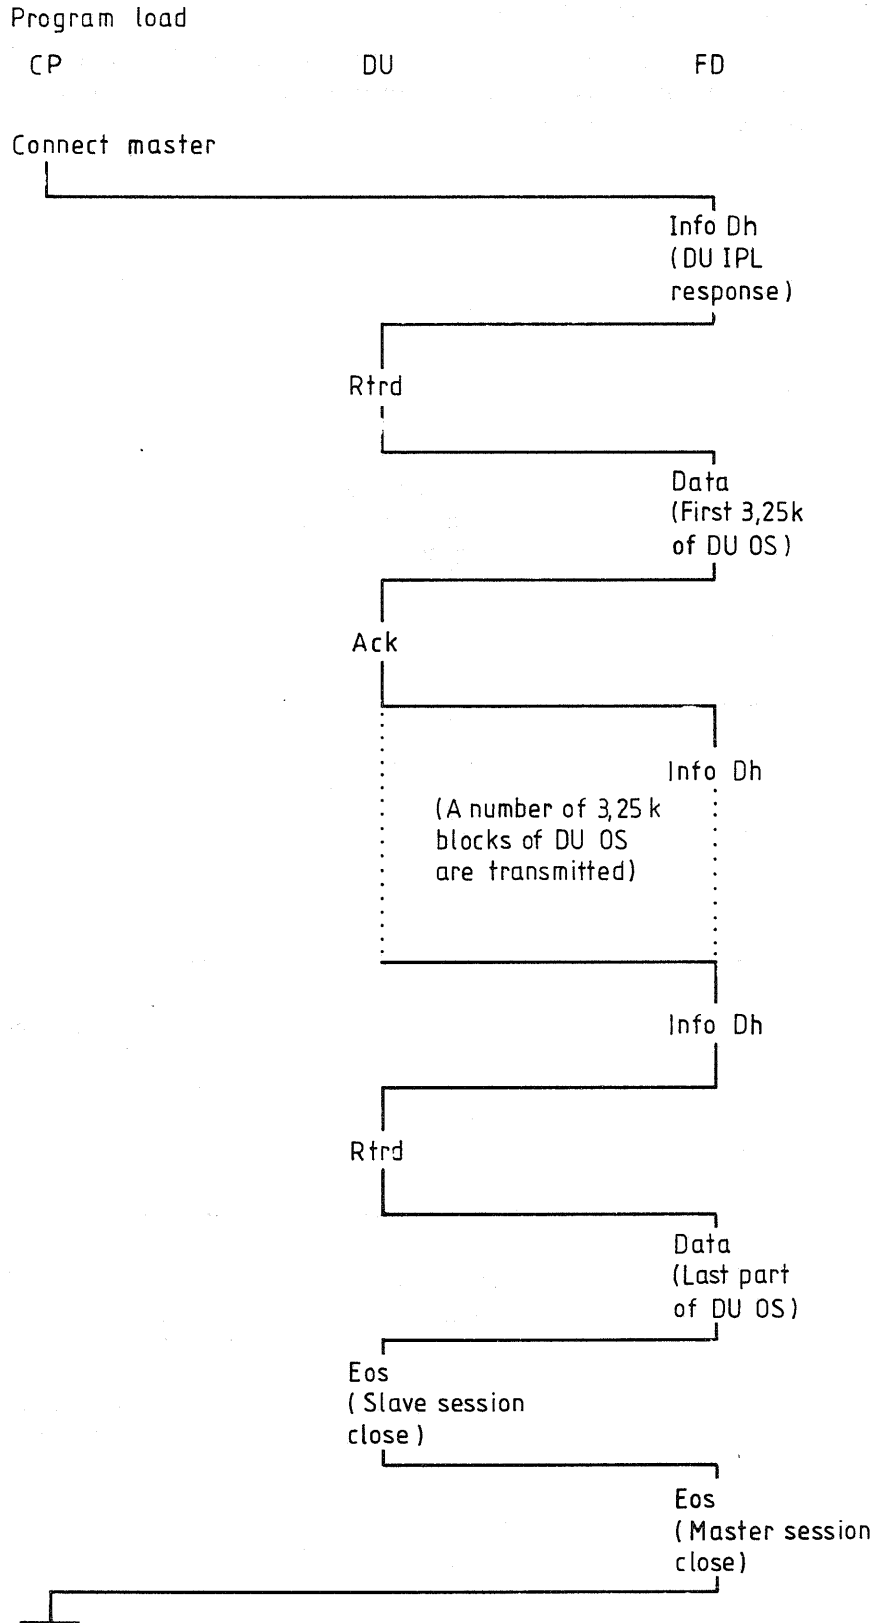 Program load
CP DU FD
Connect master
Info Dh
(DU IPL
response)
Rtrd
Data
(First 3,25k
of DU OS)
Ack
Info Dh
(A number of 3,25k
blocks of DU OS
are transmitted)
Info Dh
Rtrd
Data
(Last part
of DU OS)
Eos
(Slave session
close)
Eos
(Master session
close)